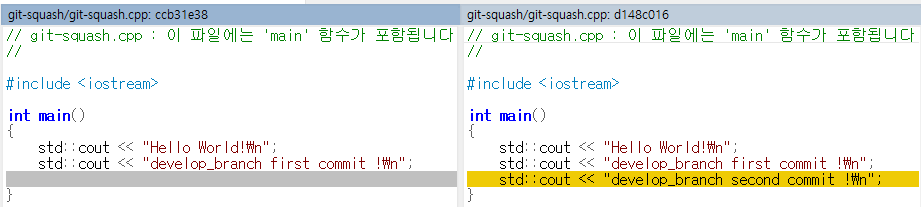 git-squash/git-squash.cpp: ccb31e38
// git-squash.cpp : 이 파일에는 'main' 함수가 포함됩니다
//
#include <iostream>
int main()
{
    std::cout << "Hello World!₩n";
    std::cout << "develop_branch first commit !₩n";
}
git-squash/git-squash.cpp: d148c016
// git-squash.cpp : 이 파일에는 'main' 함수가 포함됩니다
//
#include <iostream>
int main()
{
    std::cout << "Hello World!₩n";
    std::cout << "develop_branch first commit !₩n";
    std::cout << "develop_branch second commit !₩n";
}